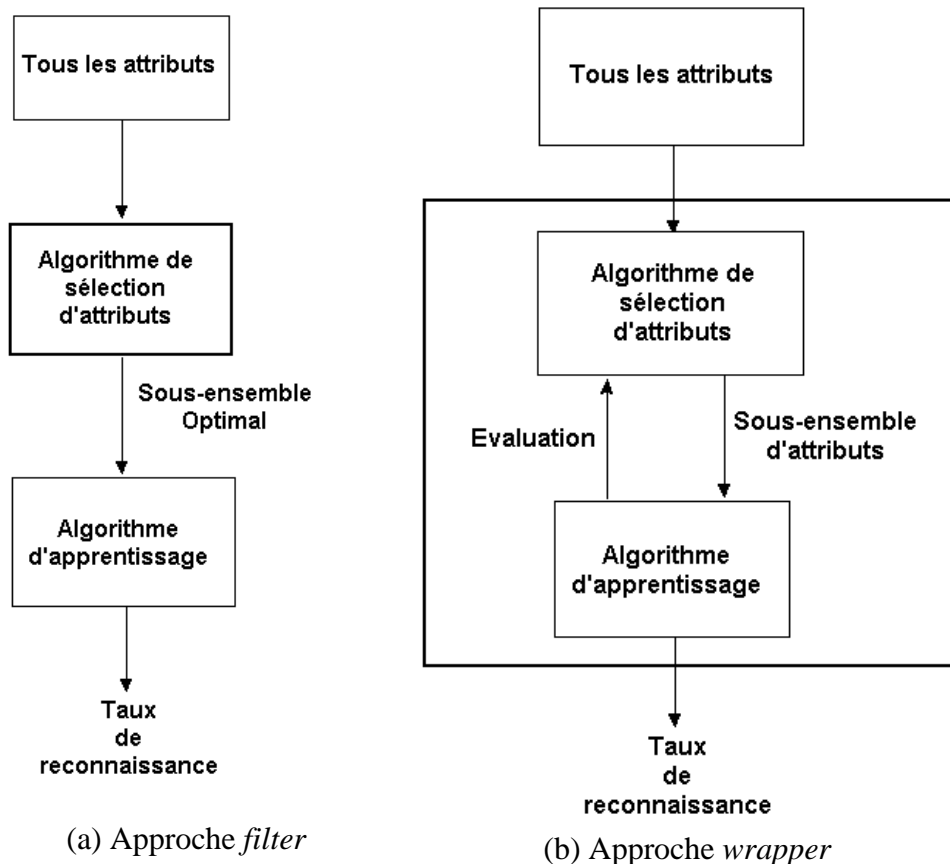 Tous les attributs
Algorithme de
sélection
d'attributs
Sous-ensemble
Optimal
Algorithme
d'apprentissage
Taux
de
reconnaissance
(a) Approche filter
Tous les attributs
Algorithme de
sélection
d'attributs
Evaluation
Sous-ensemble
d'attributs
Algorithme
d'apprentissage
Taux
de
reconnaissance
(b) Approche wrapper